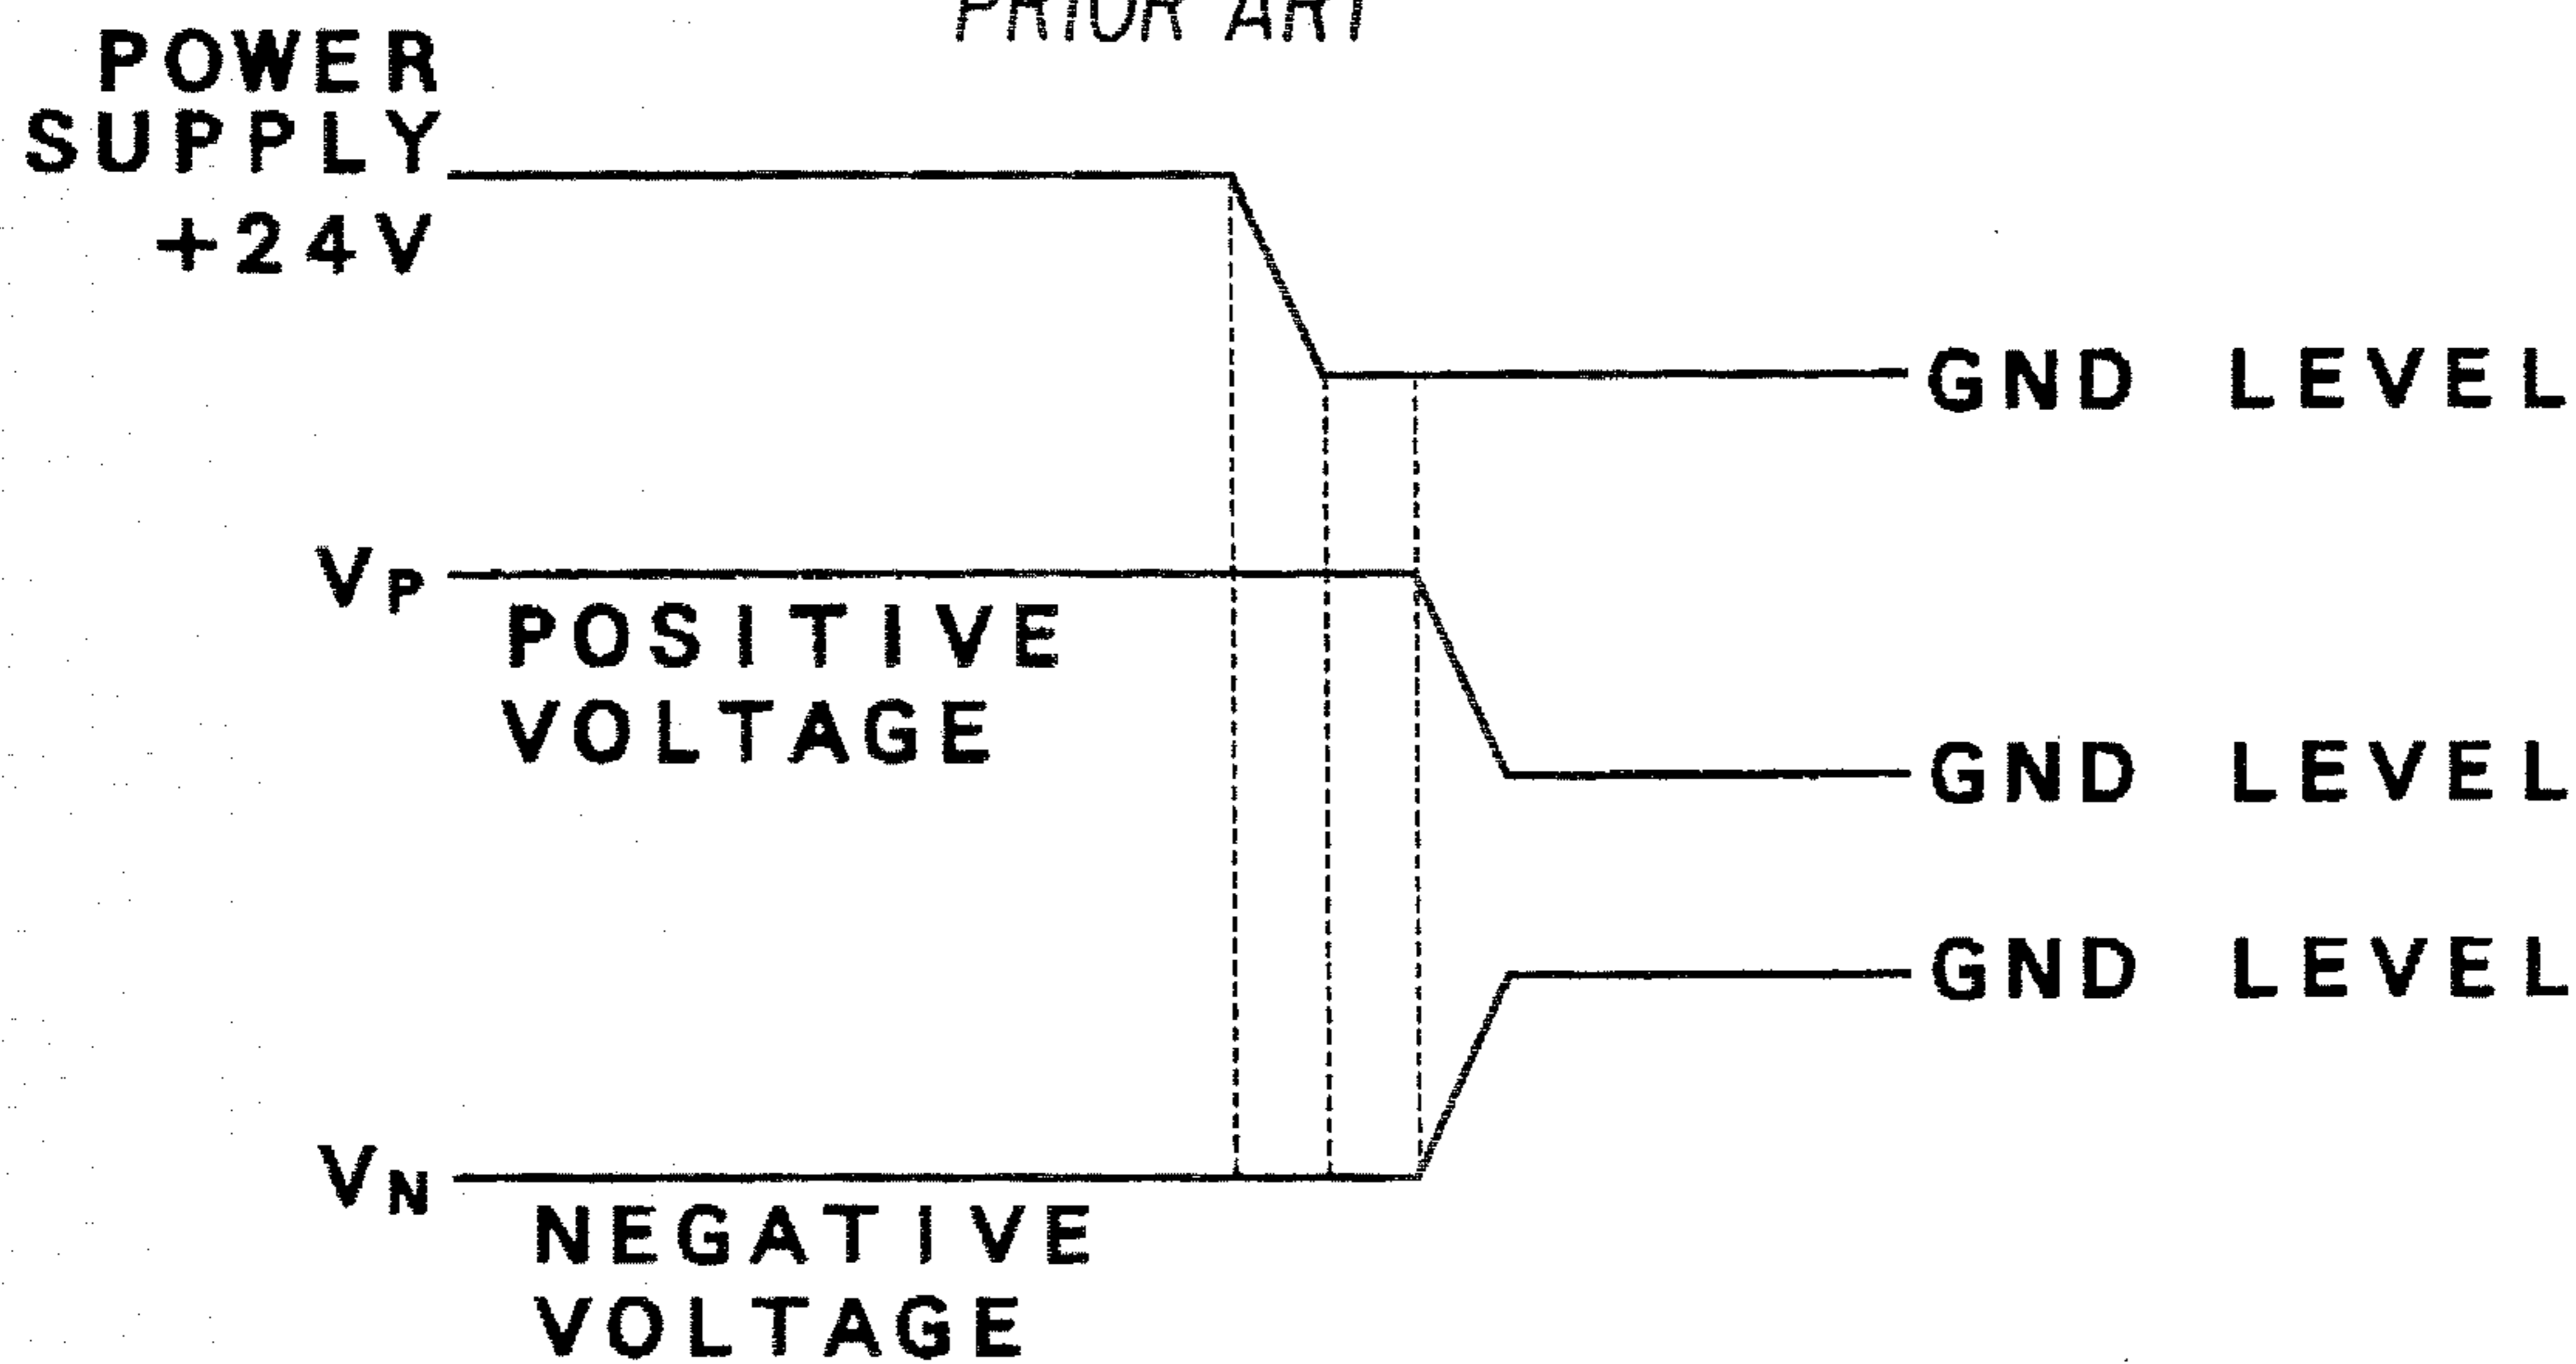 PRIOR ART
POWER
SUPPLY
+24V
GND LEVEL
VP
POSITIVE
VOLTAGE
GND LEVEL
GND LEVEL
VN
NEGATIVE
VOLTAGE